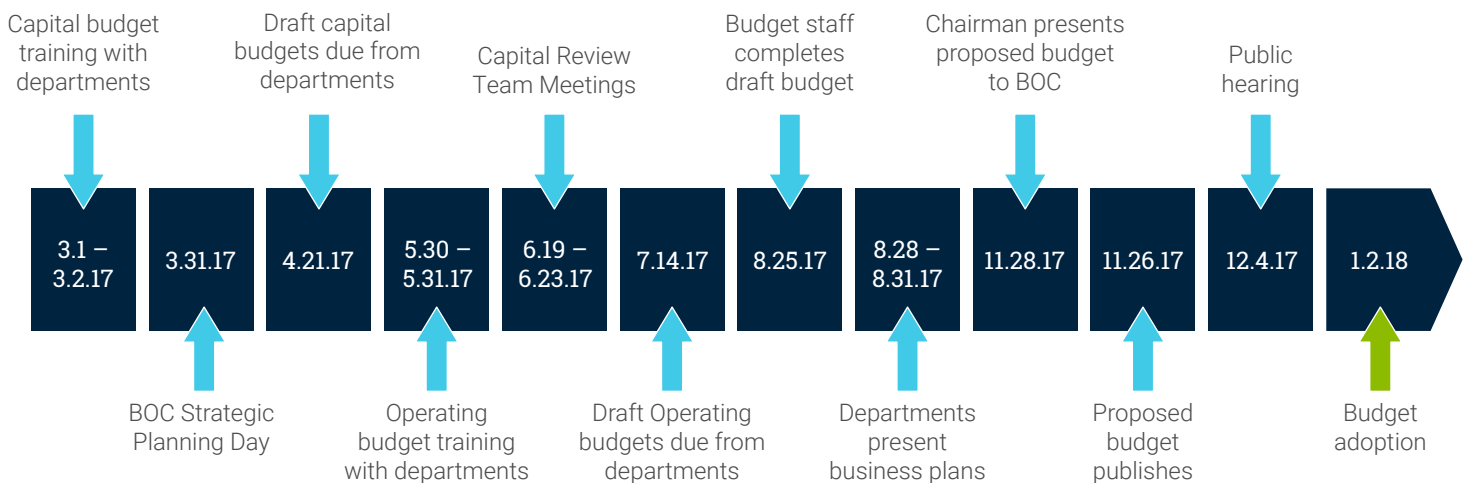 Capital budget
training with
departments
Draft capital
budgets due from
departments
Capital Review
Team Meetings
Budget staff
completes
draft budget
Chairman presents
proposed budget
to BOC
Public
hearing
3.1 –
3.2.17
3.31.17
4.21.17
5.30 –
5.31.17
6.19 –
6.23.17
7.14.17
8.25.17
8.28 –
8.31.17
11.28.17
11.26.17
12.4.17
1.2.18
BOC Strategic
Planning Day
Operating
budget training
with departments
Draft Operating
budgets due from
departments
Departments
present
business plans
Proposed
budget
publishes
Budget
adoption